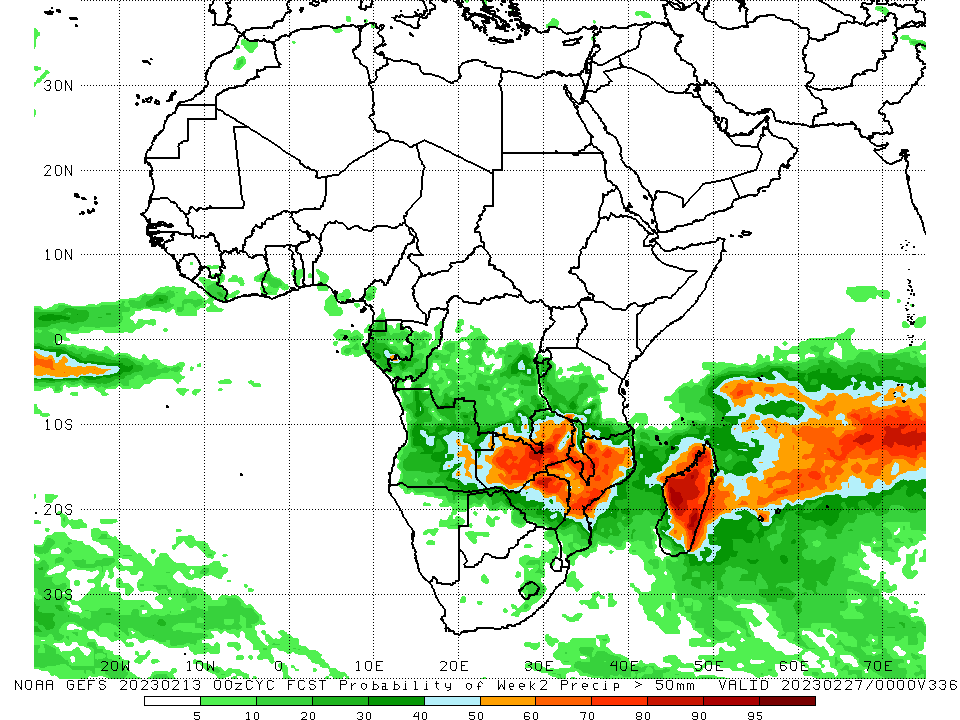 30N
20N
10N
0
10S
20S
30S
20W 10W 0 10E 20E 30E 40E 50E 60E 70E
NOAA GEFS 20230213 00zCYC FCST Probability of Week2 Precip > 50mm VALID 20230227/0000V336
5 10 20 30 40 50 60 70 80 90 95